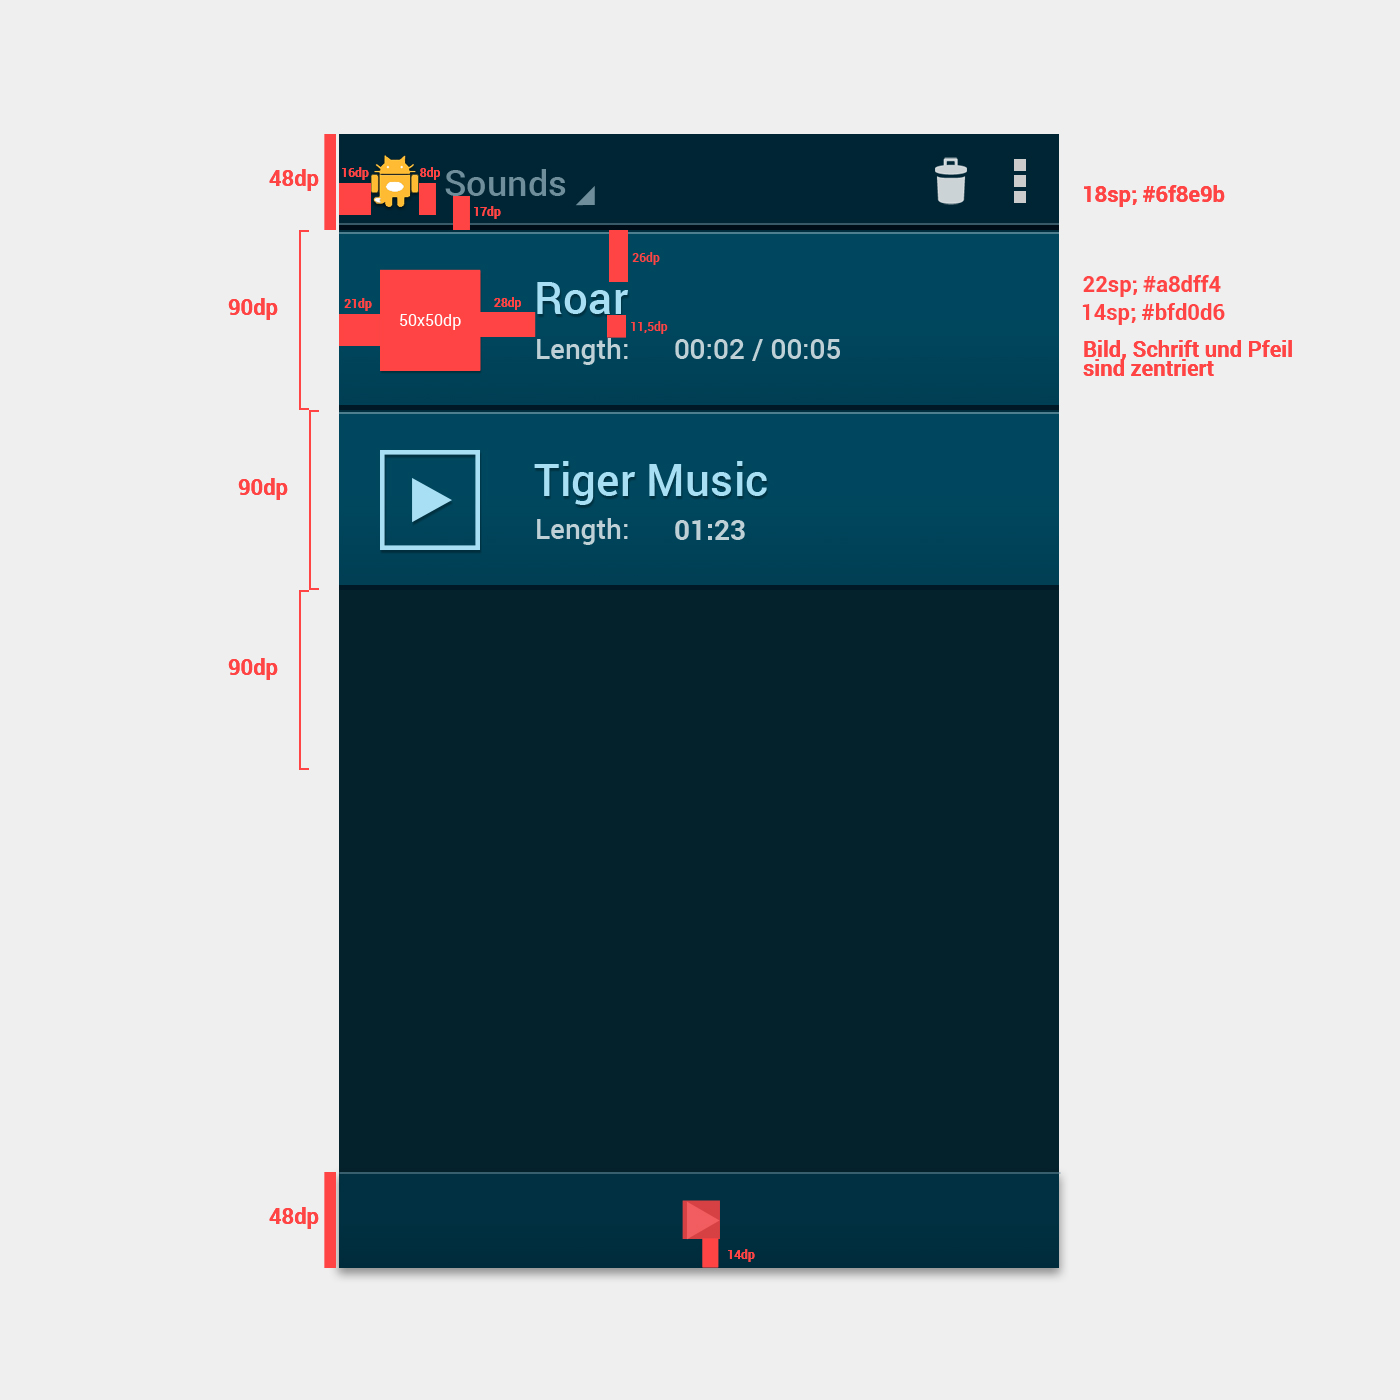 48dp
16dp
8dp
Sounds
17dp
18sp; #6f8e9b
90dp
21dp
50x50dp
28dp
26dp
Roar
11,5dp
Length: 00:02 / 00:05
22sp; #a8dff4
14sp; #bfd0d6
Bild, Schrift und Pfeil
sind zentriert
90dp
Tiger Music
Length: 01:23
90dp
48dp
14dp